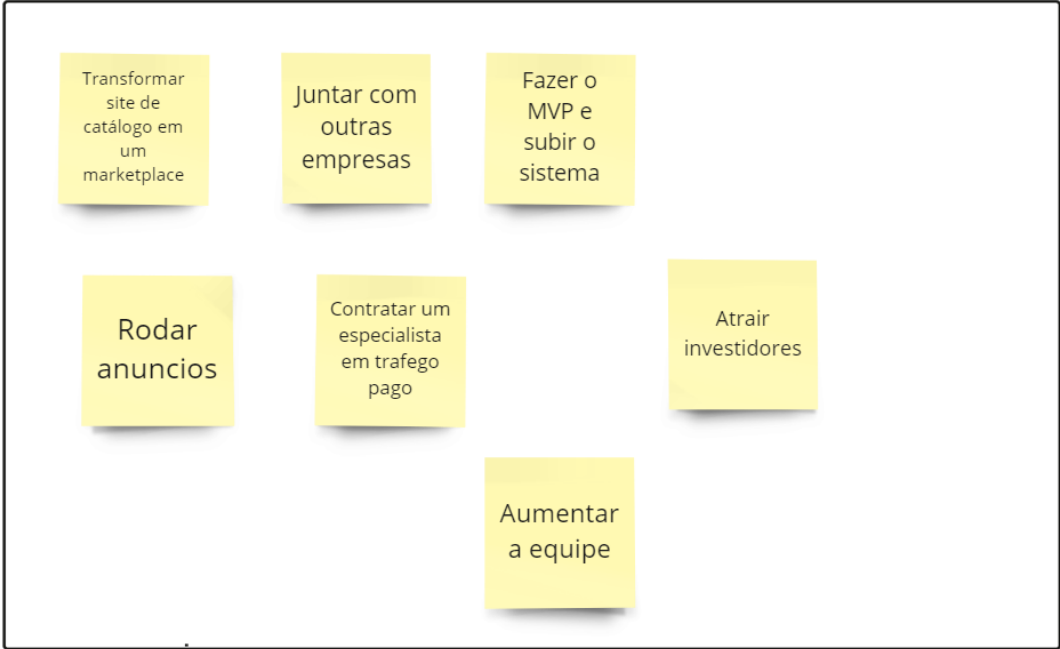 Transformar
site de
catálogo em
um
marketplace
Juntar com
outras
empresas
Fazer o
MVP e
subir o
sistema
Rodar
anuncios
Contratar um
especialista
em trafego
pago
Atrair
investidores
Aumentar
a equipe